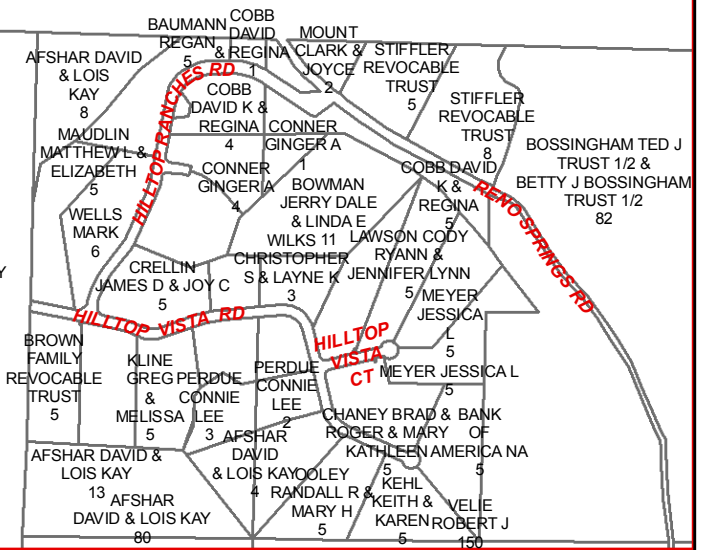 BAUMANN
REGAN
5
COBB
DAVID
& REGINA
1
MOUNT
CLARK &
JOYCE
2
STIFFLER
REVOCABLE
TRUST
5
AFSHAR DAVID
& LOIS
KAY
8
HILLTOP RANCHES RD
COBB
DAVID K &
REGINA
4
CONNER
GINGER A
1
STIFFLER
REVOCABLE
TRUST
8
BOSSINGHAM TED J
TRUST 1/2 &
BETTY J BOSSINGHAM
TRUST 1/2
82
MAUDLIN
MATTHEW L &
ELIZABETH
5
CONNER
GINGER A
4
COBB DAVID
K &
REGINA
5
RENO SPRINGS RD
BOWMAN
JERRY DALE
& LINDA E
WILKS 11
CHRISTOPHER
S & LAYNE K
3
WELLS
MARK
6
LAWSON CODY
RYANN &
JENNIFER LYNN
5
CRELLIN
JAMES D & JOY C
5
Y
MEYER
JESSICA
L
5
HILLTOP VISTA RD
HILLTOP
VISTA
CT
BROWN
FAMILY
REVOCABLE
TRUST
5
KLINE
GREG
&
MELISSA
5
PERDUE
CONNIE
LEE
3
PERDUE
CONNIE
LEE
2
MEYER JESSICA L
5
CHANEY BRAD &
ROGER & MARY
KATHLEEN
5
BANK
OF
AMERICA NA
5
AFSHAR
DAVID
& LOIS KAY
4
AFSHAR DAVID &
LOIS KAY
13
OOLEY
RANDALL R &
MARY H
5
KEHL
KEITH &
KAREN
5
AFSHAR
DAVID & LOIS KAY
80
VELIE
ROBERT J
150